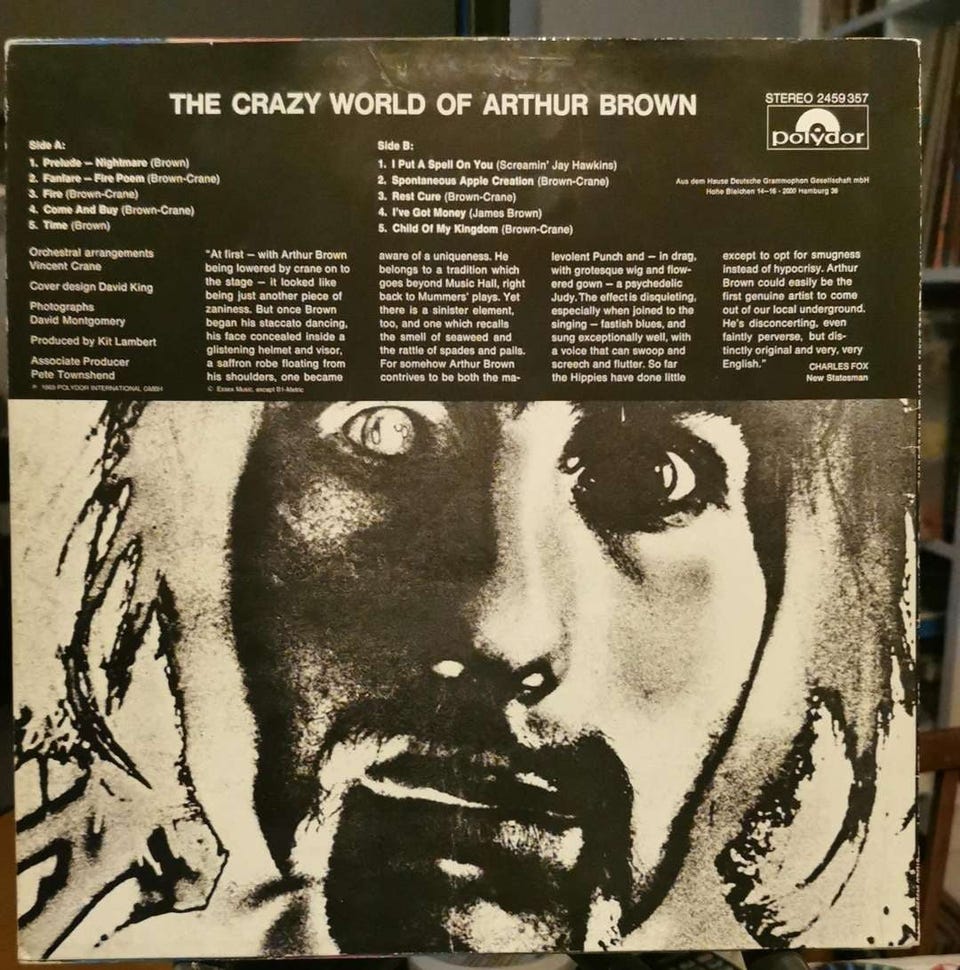 THE CRAZY WORLD OF ARTHUR BROWN
STEREO 2459357
polydor
Aus dem Hause Deutsche Grammophon Gesellschaft mbH
Hohe Bleichen 14–16 · 2000 Hamburg 36
Side A:
1. Prelude – Nightmare (Brown)
2. Fanfare – Fire Poem (Brown-Crane)
3. Fire (Brown-Crane)
4. Come And Buy (Brown-Crane)
5. Time (Brown)
Side B:
1. I Put A Spell On You (Screamin' Jay Hawkins)
2. Spontaneous Apple Creation (Brown-Crane)
3. Rest Cure (Brown-Crane)
4. I've Got Money (James Brown)
5. Child Of My Kingdom (Brown-Crane)
Orchestral arrangements
Vincent Crane
Cover design David King
Photographs
David Montgomery
Produced by Kit Lambert
Associate Producer
Pete Townshend
POLYDOR INTERNATIONAL GMBH
"At first – with Arthur Brown
being lowered by crane on to
the stage – it looked like
being just another piece of
zaniness. But once Brown
began his staccato dancing,
his face concealed inside a
glistening helmet and visor,
a saffron robe floating from
his shoulders, one became
© Essex Music, except B1-Metric
aware of a uniqueness. He
belongs to a tradition which
goes beyond Music Hall, right
back to Mummers' plays. Yet
there is a sinister element,
too, and one which recalls
the smell of seaweed and
the rattle of spades and pails.
For somehow Arthur Brown
contrives to be both the ma-
levolent Punch and – in drag,
with grotesque wig and flow-
ered gown – a psychedelic
Judy. The effect is disquieting,
especially when joined to the
singing – fastish blues, and
sung exceptionally well, with
a voice that can swoop and
screech and flutter. So far
the Hippies have done little
except to opt for smugness
instead of hypocrisy. Arthur
Brown could easily be the
first genuine artist to come
out of our local underground.
He's disconcerting, even
faintly perverse, but dis-
tinctly original and very, very
English."
CHARLES FOX
New Statesman